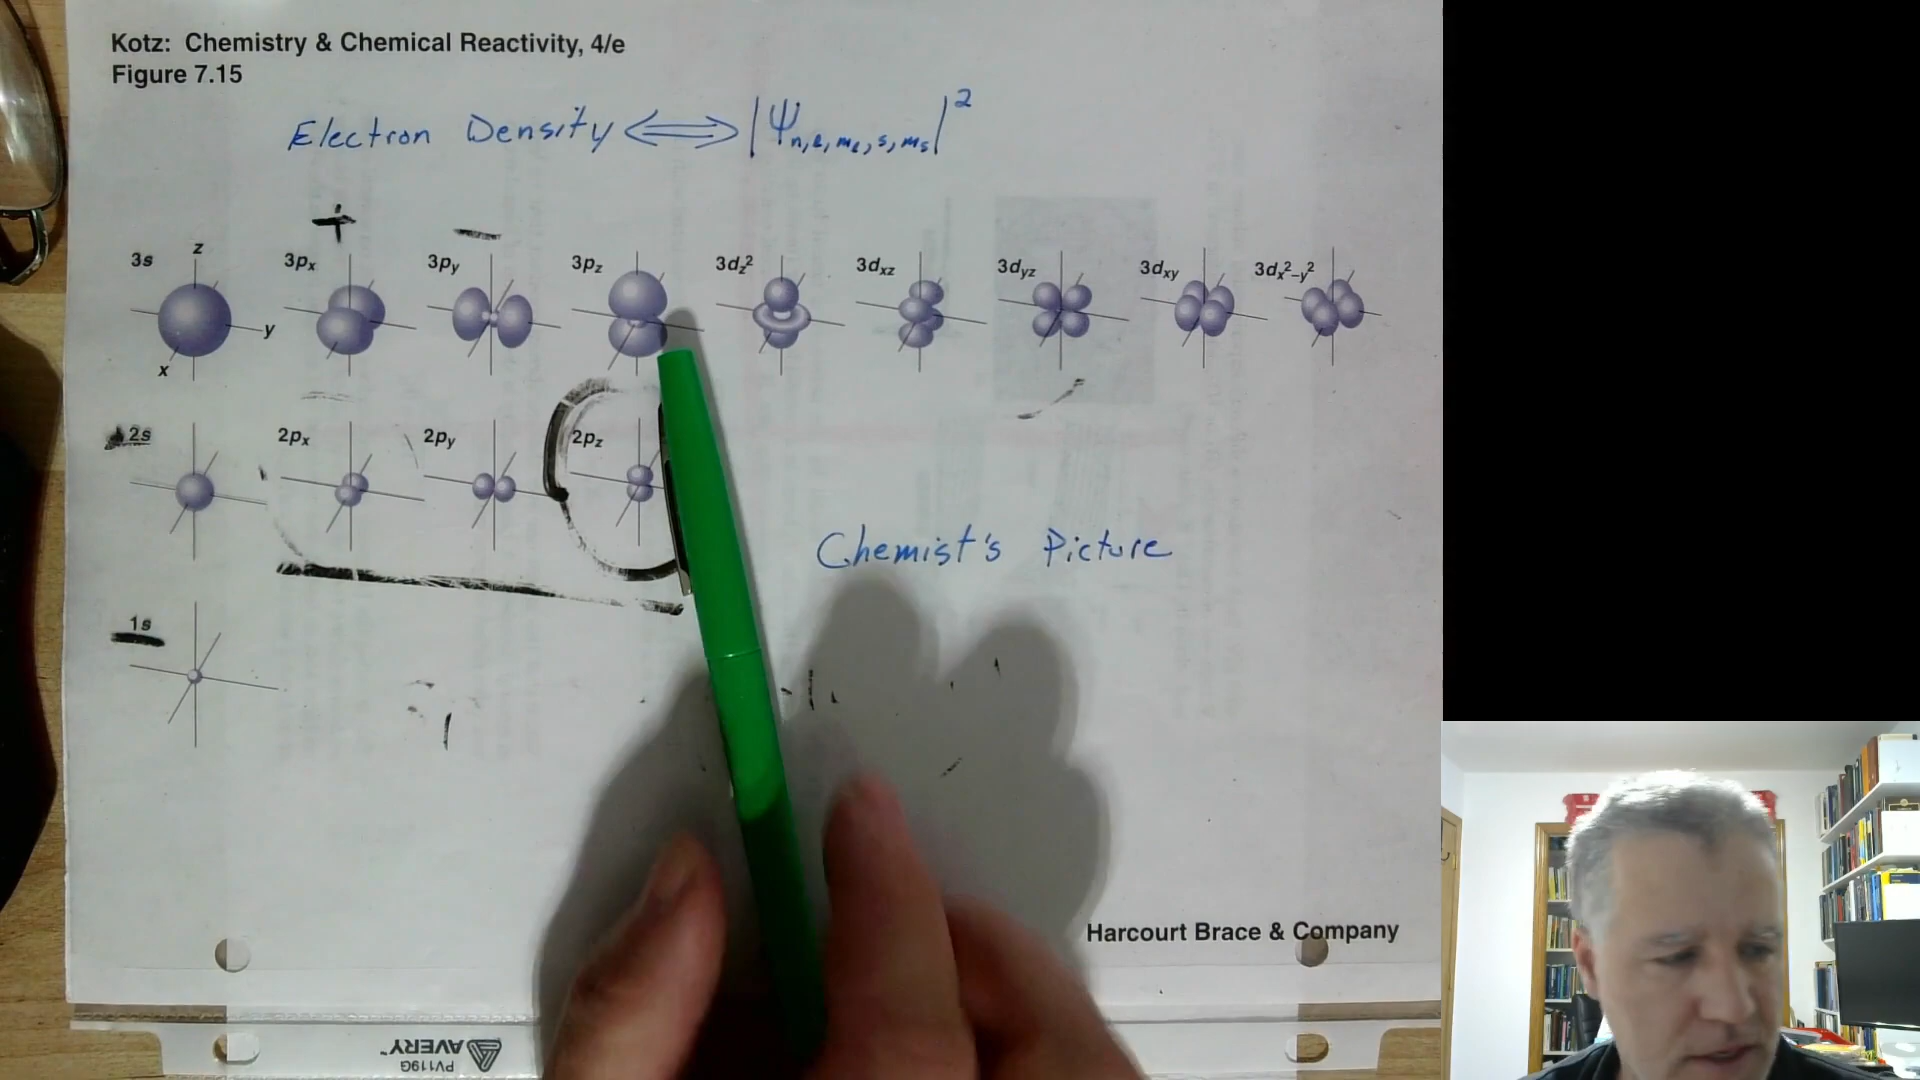 Kotz: Chemistry & Chemical Reactivity, 4/e
Figure 7.15
Electron Density ⟺ |Ψn,ℓ,mℓ,s,ms|²
+ −
3s z 3px 3py 3pz 3dz² 3dxz 3dyz 3dxy 3dx²−y²
y
x
2s 2px 2py 2pz
Chemist's Picture
1s
Harcourt Brace & Company
AVERY™
PV119G